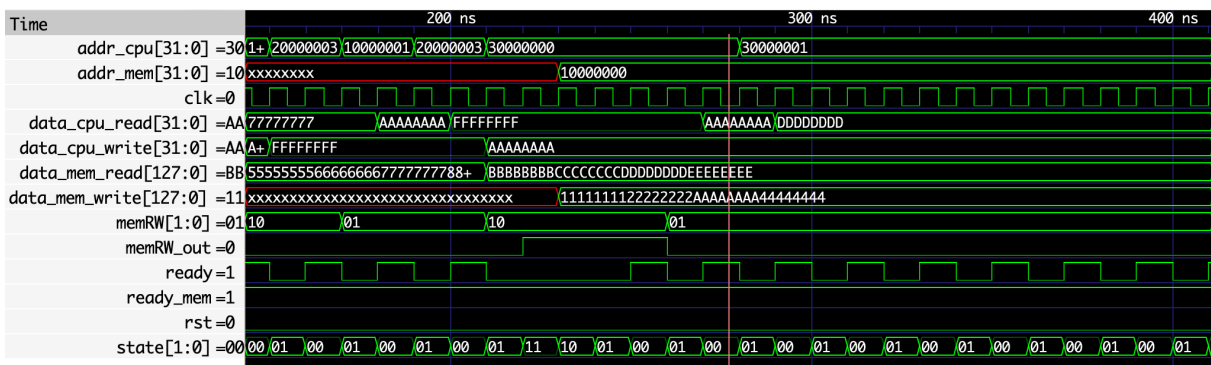 Time 200 ns 300 ns 400 ns
addr_cpu[31:0] =30 1+ 20000003 10000001 20000003 30000000 30000001
addr_mem[31:0] =10 xxxxxxxx 10000000
clk=0
data_cpu_read[31:0] =AA 77777777 AAAAAAAA FFFFFFFF AAAAAAAA DDDDDDDD
data_cpu_write[31:0] =AA A+ FFFFFFFF AAAAAAAA
data_mem_read[127:0] =BB 55555555666666667777777788+ BBBBBBBBCCCCCCCCDDDDDDDDEEEEEEEE
data_mem_write[127:0] =11 xxxxxxxxxxxxxxxxxxxxxxxxxxxxxxxx 1111111122222222AAAAAAAA44444444
memRW[1:0] =01 10 01 10 01
memRW_out=0
ready=1
ready_mem=1
rst=0
state[1:0] =00 00 01 00 01 00 01 00 01 11 10 01 00 01 00 01 00 01 00 01 00 01 00 01 00 01 00 01